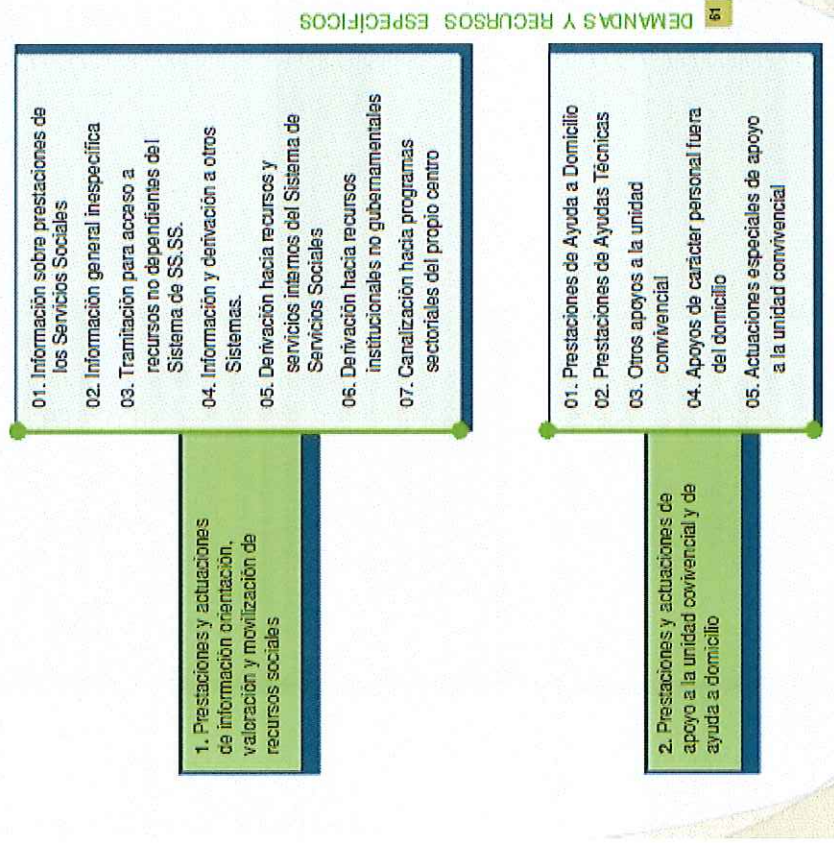 DEMANDAS Y RECURSOS ESPECÍFICOS
61
1. Prestaciones y actuaciones
de información orientación,
valoración y movilización de
recursos sociales
01. Información sobre prestaciones de
los Servicios Sociales
02. Información general inespecífica
03. Tramitación para acceso a
recursos no dependientes del
Sistema de SS.SS.
04. Información y derivación a otros
Sistemas.
05. Derivación hacia recursos y
servicios internos del Sistema de
Servicios Sociales
06. Derivación hacia recursos
institucionales no gubernamentales
07. Canalización hacia programas
sectoriales del propio centro
2. Prestaciones y actuaciones de
apoyo a la unidad covivencial y de
ayuda a domicilio
01. Prestaciones de Ayuda a Domicilio
02. Prestaciones de Ayudas Técnicas
03. Otros apoyos a la unidad
convivencial
04. Apoyos de carácter personal fuera
del domicilio
05. Actuaciones especiales de apoyo
a la unidad convivencial